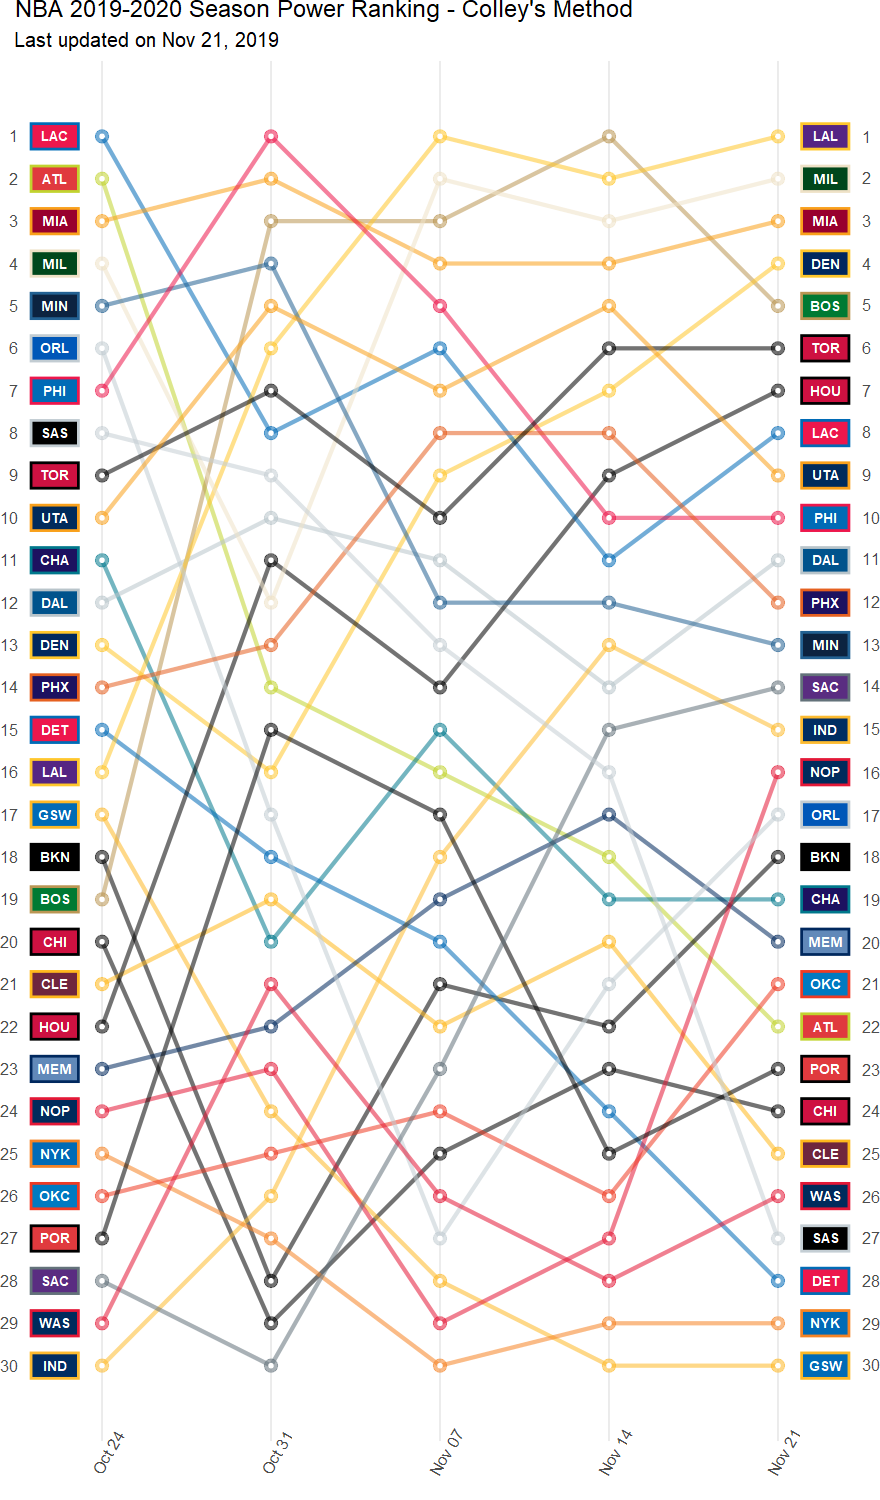 NBA 2019-2020 Season Power Ranking - Colley's Method
Last updated on Nov 21, 2019
1 LAC LAL 1
2 ATL MIL 2
3 MIA MIA 3
4 MIL DEN 4
5 MIN BOS 5
6 ORL TOR 6
7 PHI HOU 7
8 SAS LAC 8
9 TOR UTA 9
10 UTA PHI 10
11 CHA DAL 11
12 DAL PHX 12
13 DEN MIN 13
14 PHX SAC 14
15 DET IND 15
16 LAL NOP 16
17 GSW ORL 17
18 BKN BKN 18
19 BOS CHA 19
20 CHI MEM 20
21 CLE OKC 21
22 HOU ATL 22
23 MEM POR 23
24 NOP CHI 24
25 NYK CLE 25
26 OKC WAS 26
27 POR SAS 27
28 SAC DET 28
29 WAS NYK 29
30 IND GSW 30
Oct 24 Oct 31 Nov 07 Nov 14 Nov 21